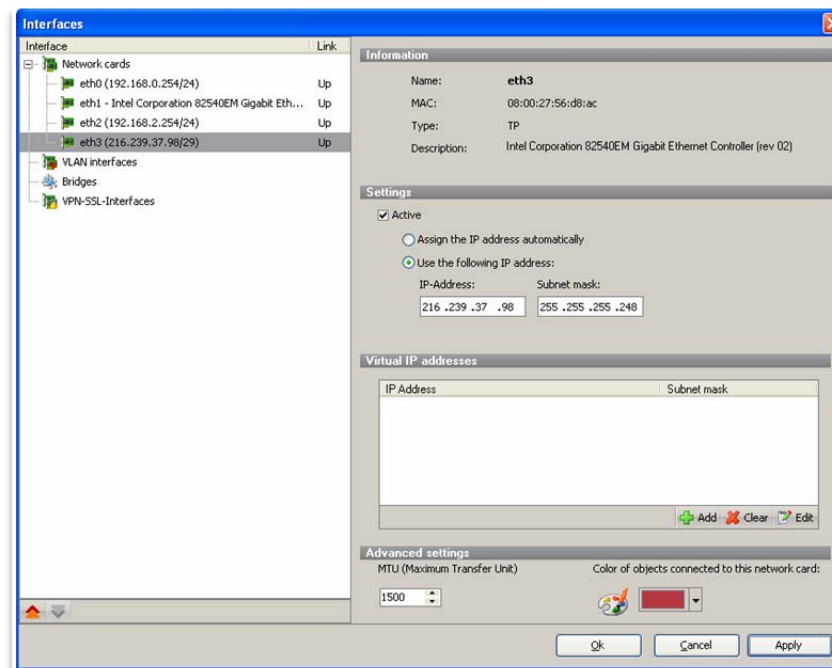 Interfaces
Interface Link
Network cards
eth0 (192.168.0.254/24) Up
eth1 - Intel Corporation 82540EM Gigabit Eth... Up
eth2 (192.168.2.254/24) Up
eth3 (216.239.37.98/29) Up
VLAN interfaces
Bridges
VPN-SSL-Interfaces
Information
Name: eth3
MAC: 08:00:27:56:d8:ac
Type: TP
Description: Intel Corporation 82540EM Gigabit Ethernet Controller (rev 02)
Settings
Active
Assign the IP address automatically
Use the following IP address:
IP-Address: Subnet mask:
216 .239 .37 .98 255 .255 .255 .248
Virtual IP addresses
IP Address Subnet mask
Add Clear Edit
Advanced settings
MTU (Maximum Transfer Unit) Color of objects connected to this network card:
1500
Ok Cancel Apply